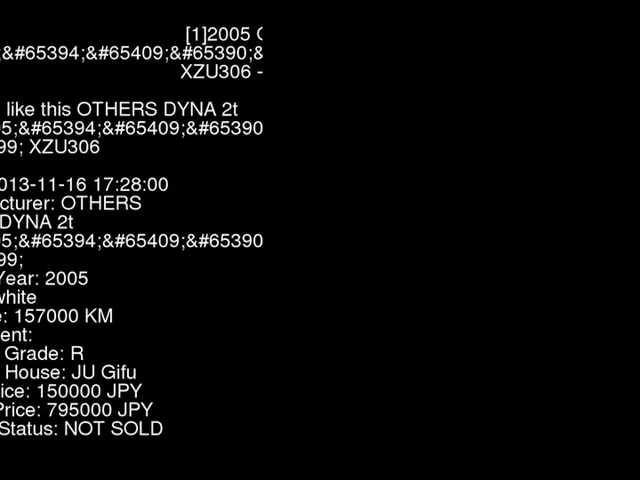 [1]2005
;&#65394;&#65409;&#65390;&
XZU306 -
like this OTHERS DYNA 2t
5;&#65394;&#65409;&#65390
99; XZU306
013-11-16 17:28:00
cturer: OTHERS
DYNA 2t
5;&#65394;&#65409;&#65390
99;
Year: 2005
white
e: 157000 KM
ent:
Grade: R
House: JU Gifu
ice: 150000 JPY
Price: 795000 JPY
Status: NOT SOLD